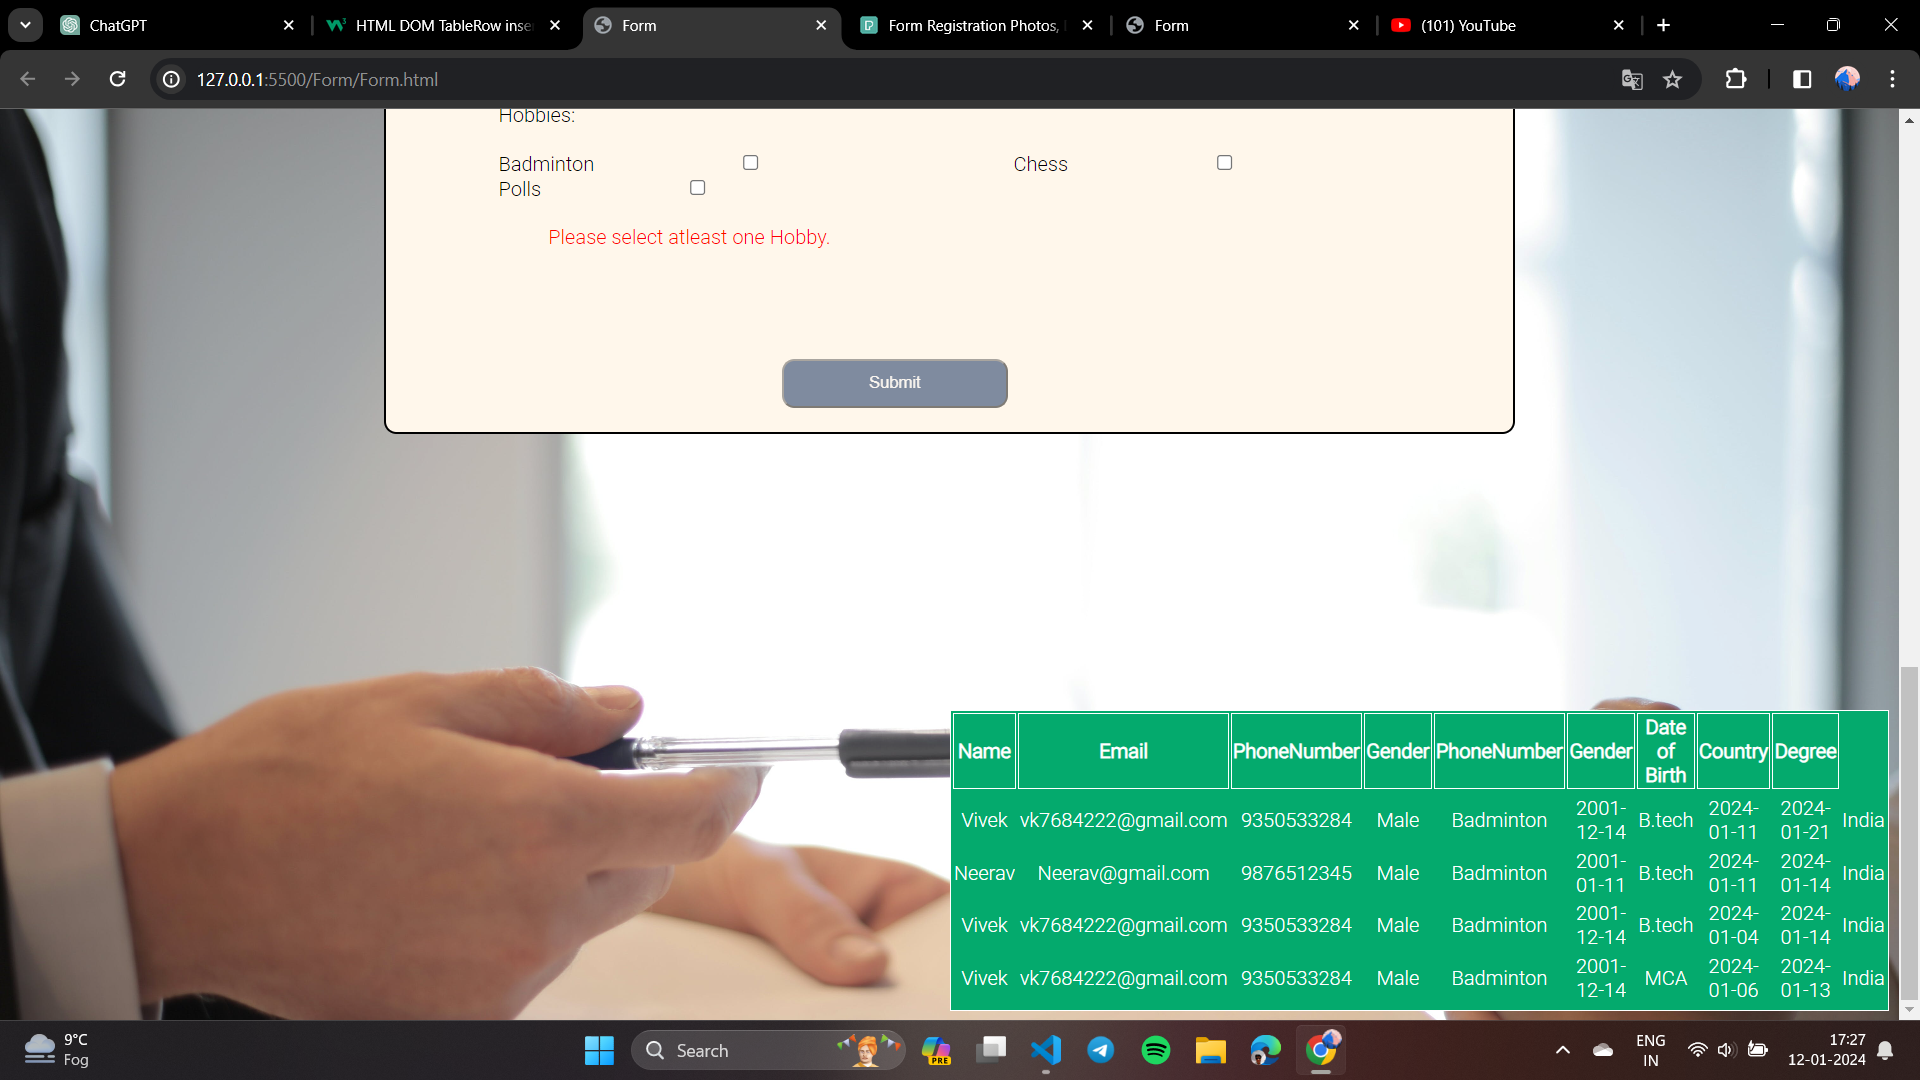 ChatGPT
HTML DOM TableRow inse
Form
Form Registration Photos,
Form
(101) YouTube
127.0.0.1:5500/Form/Form.html
Hobbies:
Badminton Chess
Polls
Please select atleast one Hobby.
Submit
Name Email PhoneNumber Gender PhoneNumber Gender Date of Birth Country Degree
Vivek vk7684222@gmail.com 9350533284 Male Badminton 2001-12-14 B.tech 2024-01-11 2024-01-21 India
Neerav Neerav@gmail.com 9876512345 Male Badminton 2001-01-11 B.tech 2024-01-11 2024-01-14 India
Vivek vk7684222@gmail.com 9350533284 Male Badminton 2001-12-14 B.tech 2024-01-04 2024-01-14 India
Vivek vk7684222@gmail.com 9350533284 Male Badminton 2001-12-14 MCA 2024-01-06 2024-01-13 India
9°C
Fog
Search
PRE
ENG
IN
17:27
12-01-2024